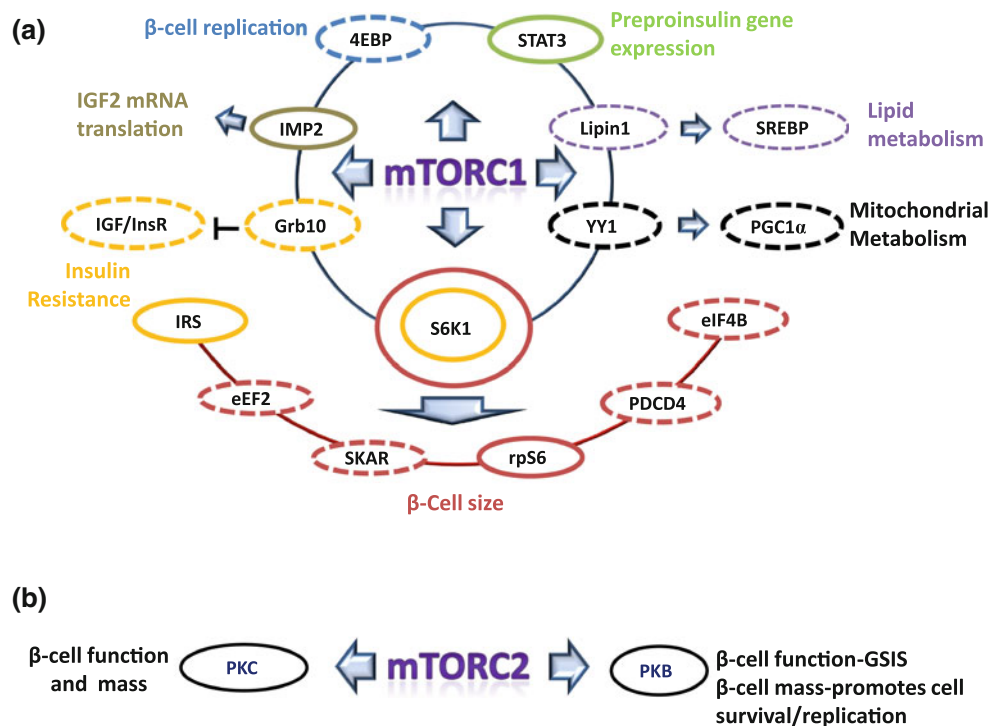 (a)
β-cell replication
4EBP
STAT3
Preproinsulin gene
expression
IGF2 mRNA
translation
IMP2
Lipin1
SREBP
Lipid
metabolism
mTORC1
IGF/InsR
Grb10
YY1
PGC1α
Mitochondrial
Metabolism
Insulin
Resistance
IRS
S6K1
eIF4B
eEF2
PDCD4
SKAR
rpS6
β-Cell size
(b)
β-cell function
and mass
PKC
mTORC2
PKB
β-cell function-GSIS
β-cell mass-promotes cell
survival/replication